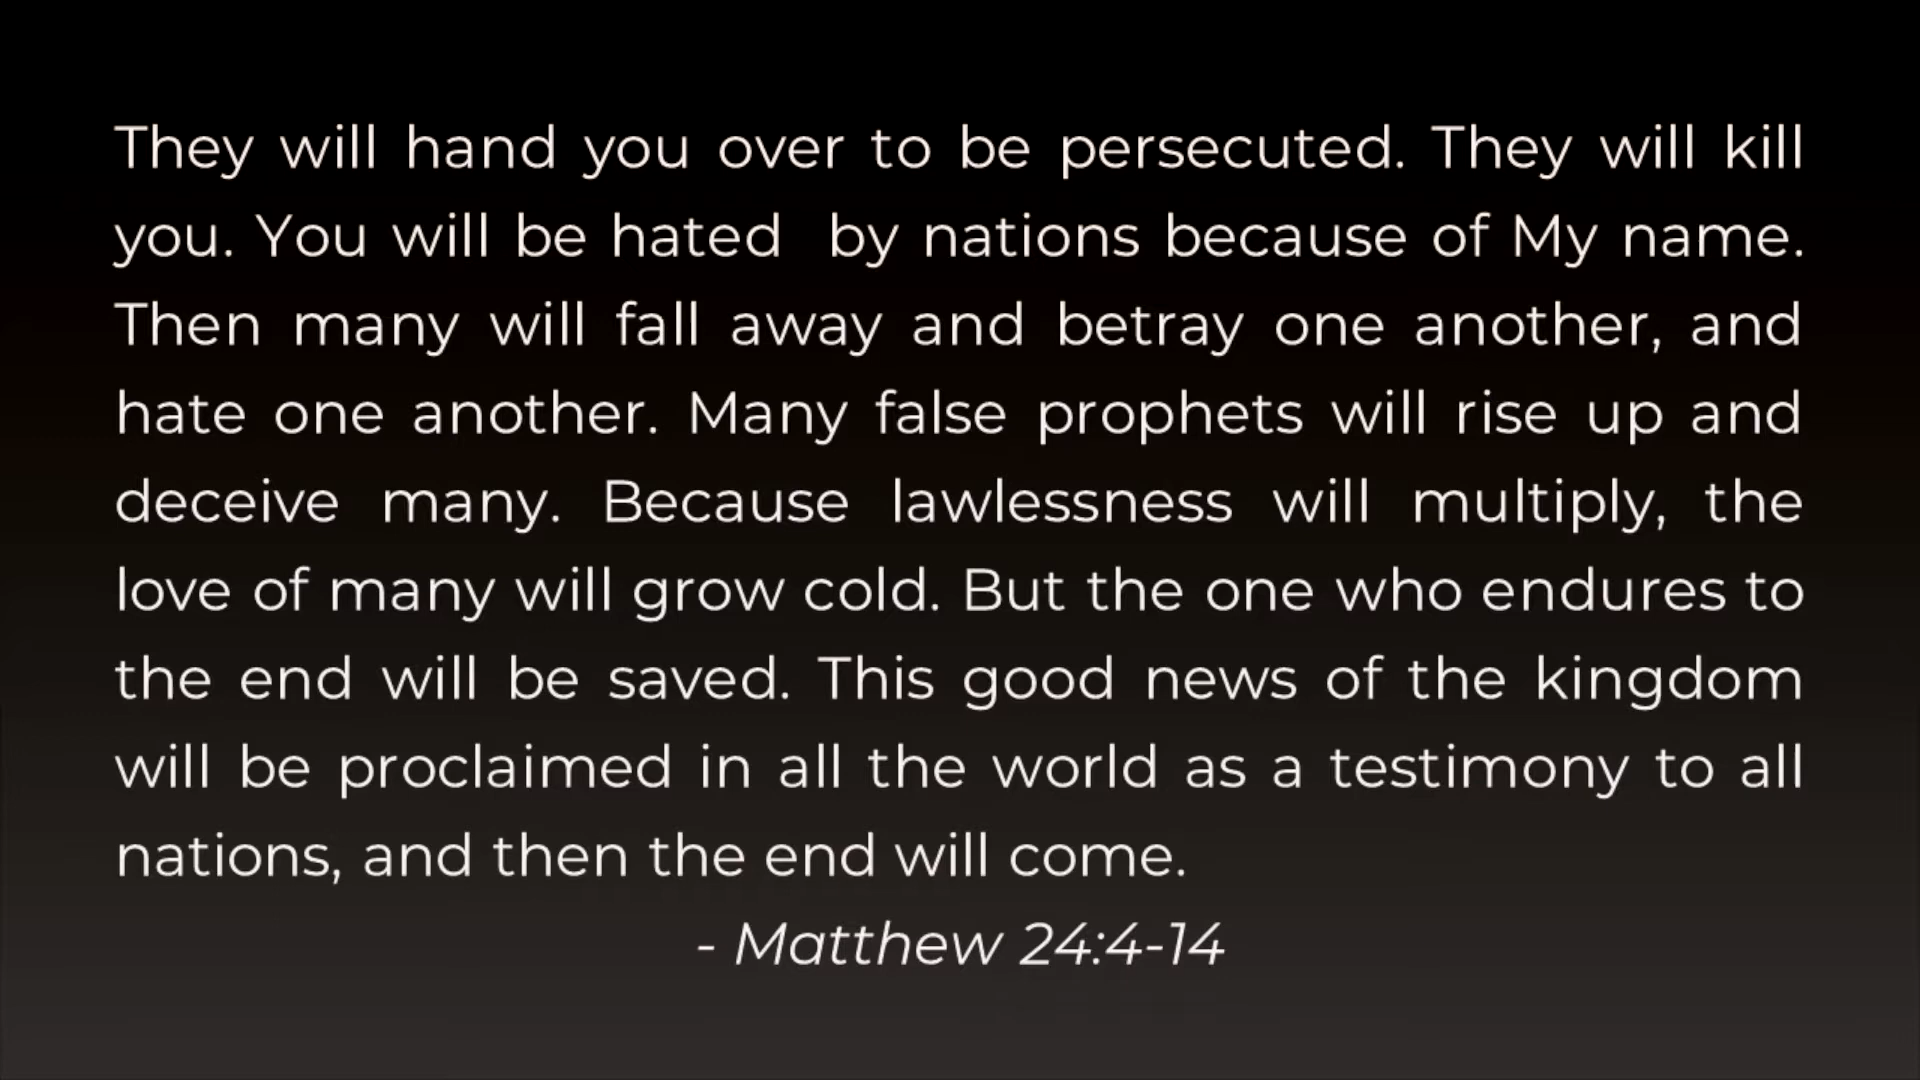 They will hand you over to be persecuted. They will kill
you. You will be hated by nations because of My name.
Then many will fall away and betray one another, and
hate one another. Many false prophets will rise up and
deceive many. Because lawlessness will multiply, the
love of many will grow cold. But the one who endures to
the end will be saved. This good news of the kingdom
will be proclaimed in all the world as a testimony to all
nations, and then the end will come.
- Matthew 24:4-14